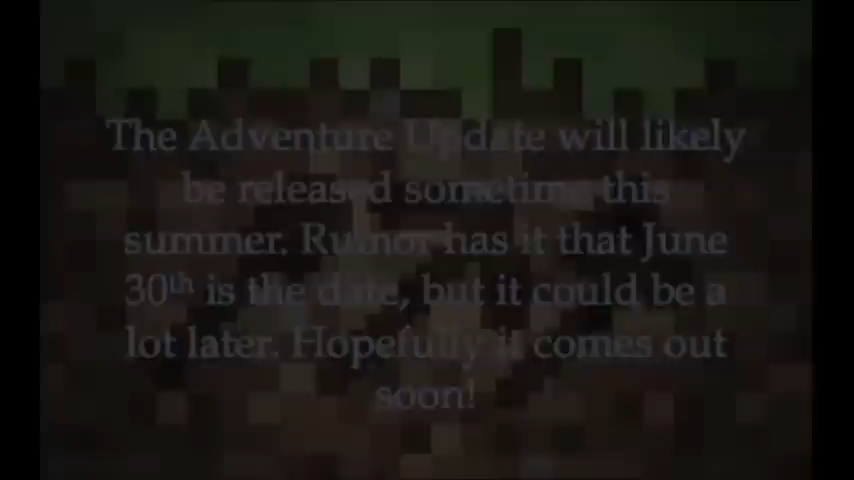 The Adventure Update will likely
be released sometime this
summer. Rumor has it that June
30th is the date, but it could be a
lot later. Hopefully it comes out
soon!